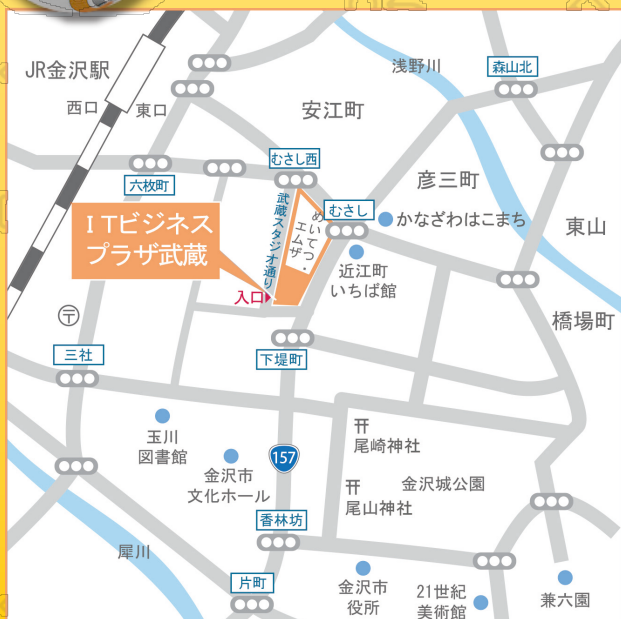 浅野川
森山北
JR金沢駅
西口
東口
安江町
むさし西
六枚町
彦三町
ITビジネス
プラザ武蔵
武蔵スタジオ通り
めいてつ・
エムザ
むさし
かなざわはこまち
東山
近江町
いちば館
入口
〒
橋場町
三社
下堤町
玉川
図書館
尾崎神社
157
金沢市
文化ホール
金沢城公園
尾山神社
香林坊
犀川
片町
金沢市
役所
21世紀
美術館
兼六園